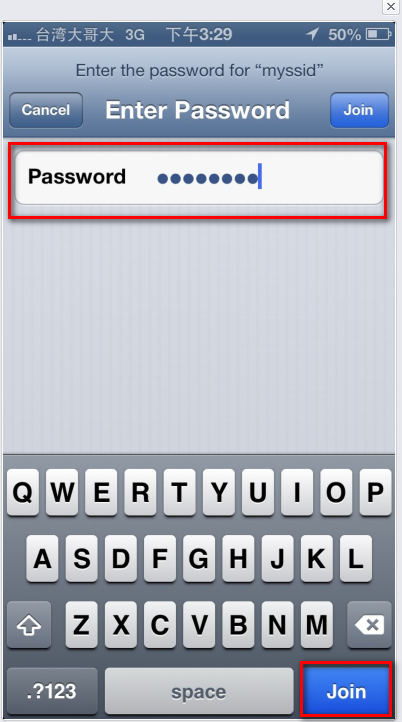 台湾大哥大 3G 下午3:29 50%
Enter the password for “myssid”
Cancel Enter Password Join
Password ●●●●●●●●
Q W E R T Y U I O P
A S D F G H J K L
Z X C V B N M
.?123 space Join